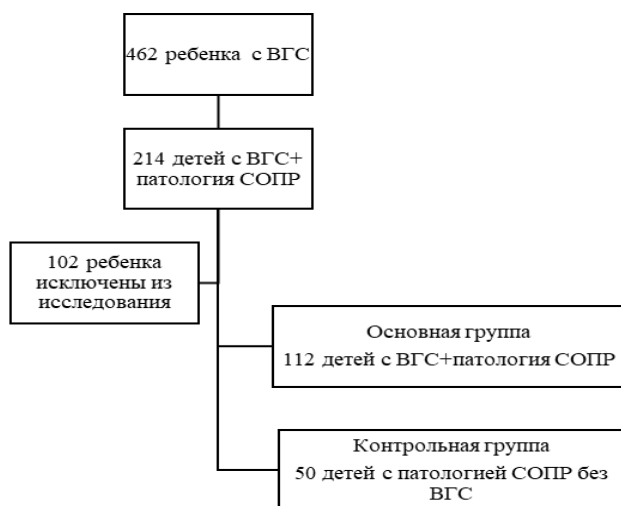 462 ребенка с ВГС
214 детей с ВГС+
патология СОПР
102 ребенка
исключены из
исследования
Основная группа
112 детей с ВГС+патология СОПР
Контрольная группа
50 детей с патологией СОПР без
ВГС